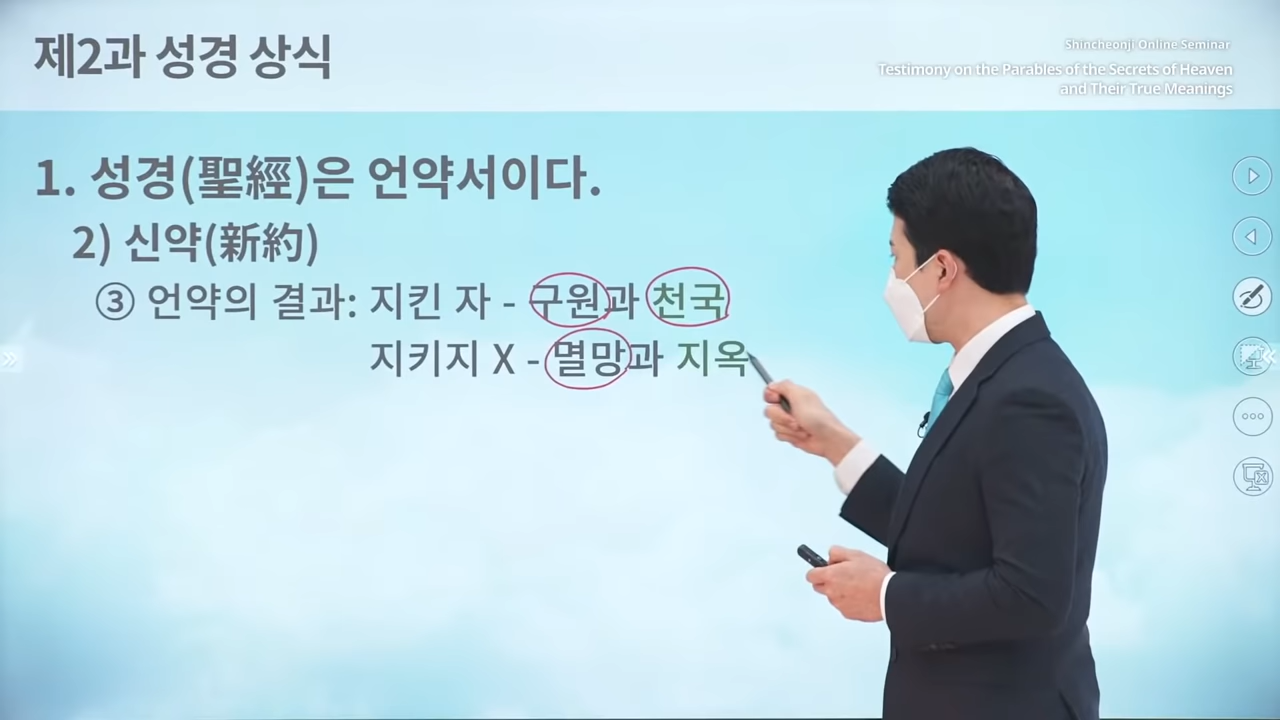 제2과 성경 상식
Shincheonji Online Seminar
Testimony on the Parables of the Secrets of Heaven
and Their True Meanings
1. 성경(聖經)은 언약서이다.
2) 신약(新約)
③ 언약의 결과: 지킨 자 - 구원과 천국
지키지 X - 멸망과 지옥